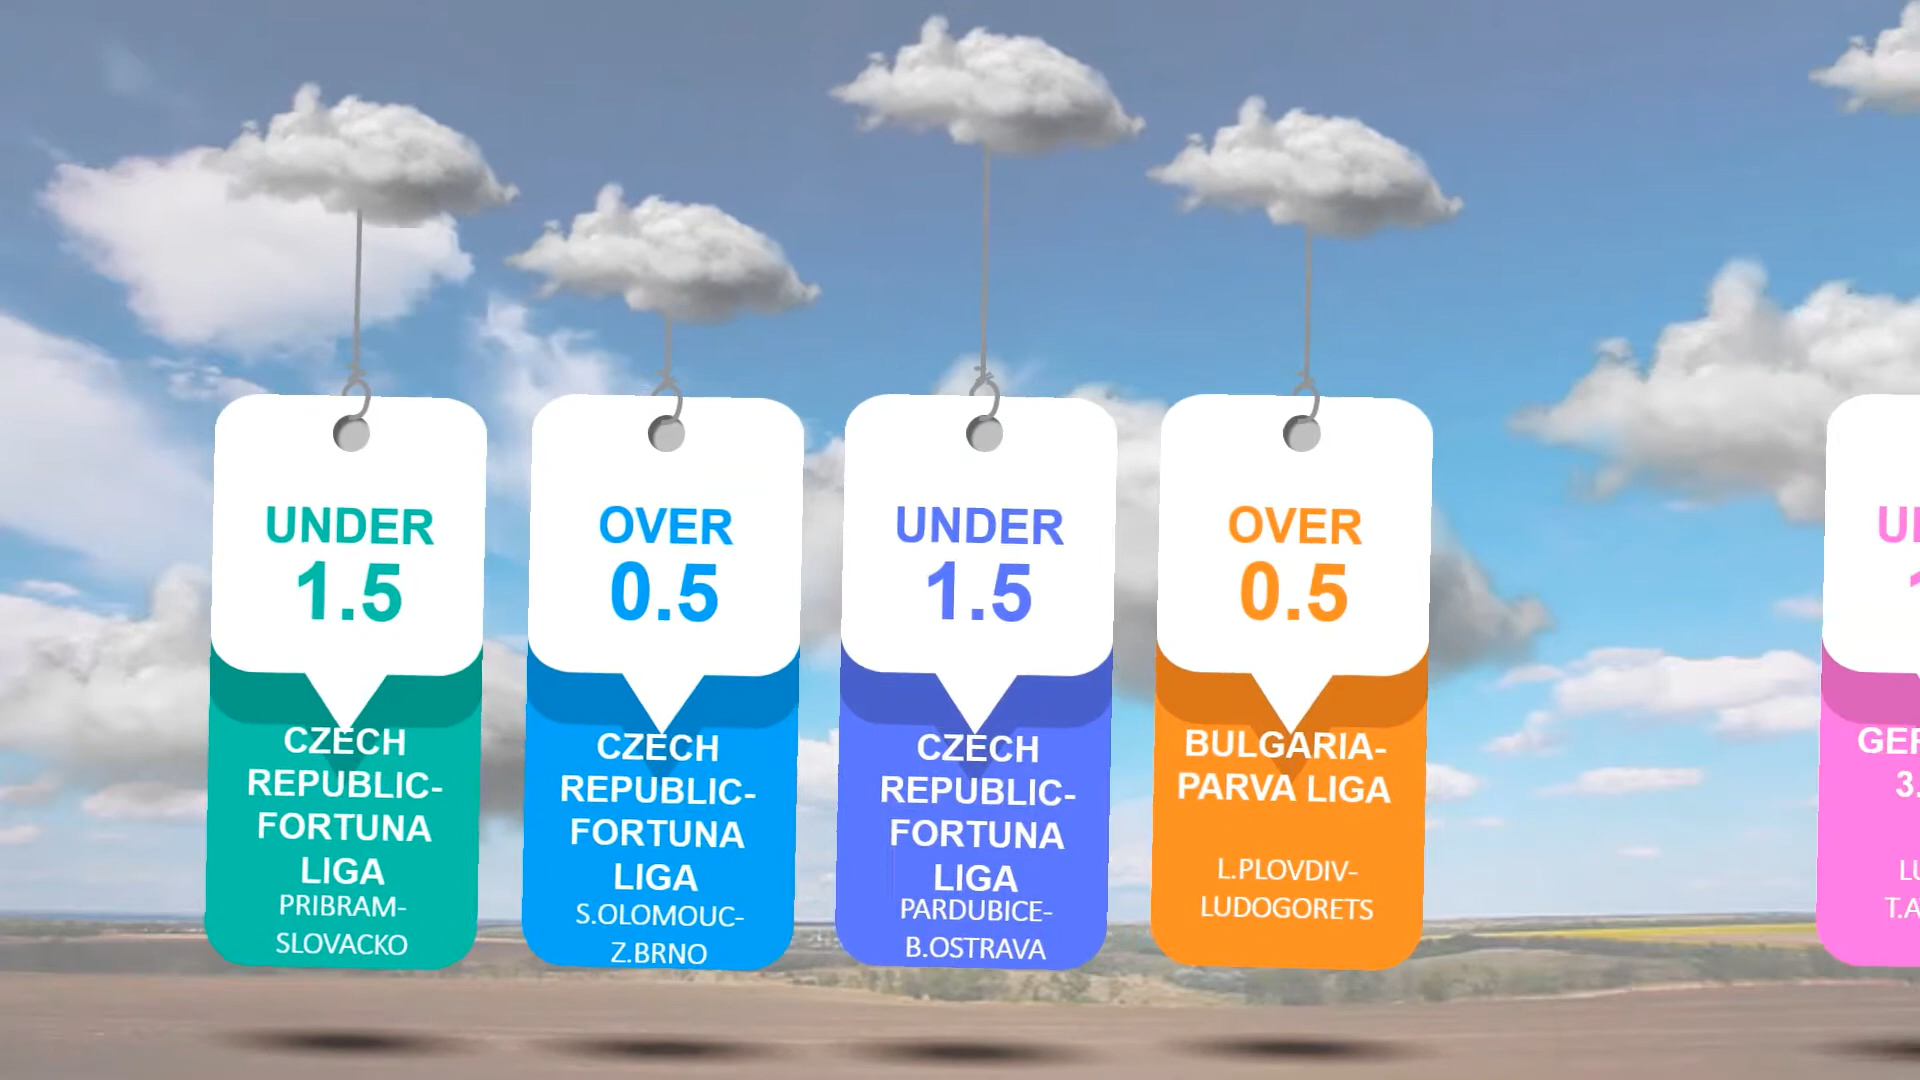 UNDER
1.5
CZECH
REPUBLIC-
FORTUNA
LIGA
PRIBRAM-
SLOVACKO
OVER
0.5
CZECH
REPUBLIC-
FORTUNA
LIGA
S.OLOMOUC-
Z.BRNO
UNDER
1.5
CZECH
REPUBLIC-
FORTUNA
LIGA
PARDUBICE-
B.OSTRAVA
OVER
0.5
BULGARIA-
PARVA LIGA
L.PLOVDIV-
LUDOGORETS